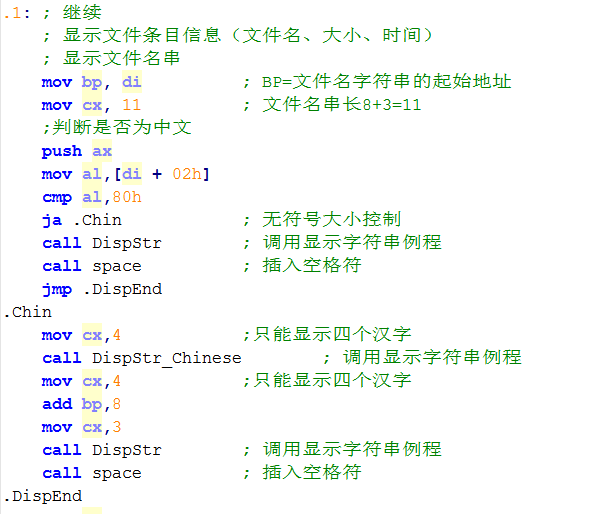 .1: ; 继续
; 显示文件条目信息（文件名、大小、时间）
; 显示文件名串
mov bp, di ; BP=文件名字符串的起始地址
mov cx, 11 ; 文件名串长8+3=11
;判断是否为中文
push ax
mov al,[di + 02h]
cmp al,80h
ja .Chin ; 无符号大小控制
call DispStr ; 调用显示字符串例程
call space ; 插入空格符
jmp .DispEnd
.Chin
mov cx,4 ;只能显示四个汉字
call DispStr_Chinese ; 调用显示字符串例程
mov cx,4 ;只能显示四个汉字
add bp,8
mov cx,3
call DispStr ; 调用显示字符串例程
call space ; 插入空格符
.DispEnd